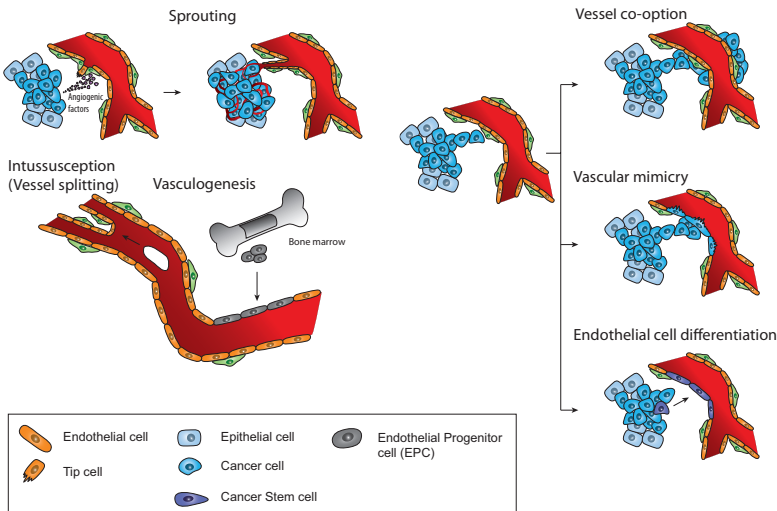 Sprouting
Angiogenic
factors
Intussusception
(Vessel splitting)
Vasculogenesis
Bone marrow
Vessel co-option
Vascular mimicry
Endothelial cell differentiation
Endothelial cell
Tip cell
Epithelial cell
Cancer cell
Cancer Stem cell
Endothelial Progenitor
cell (EPC)